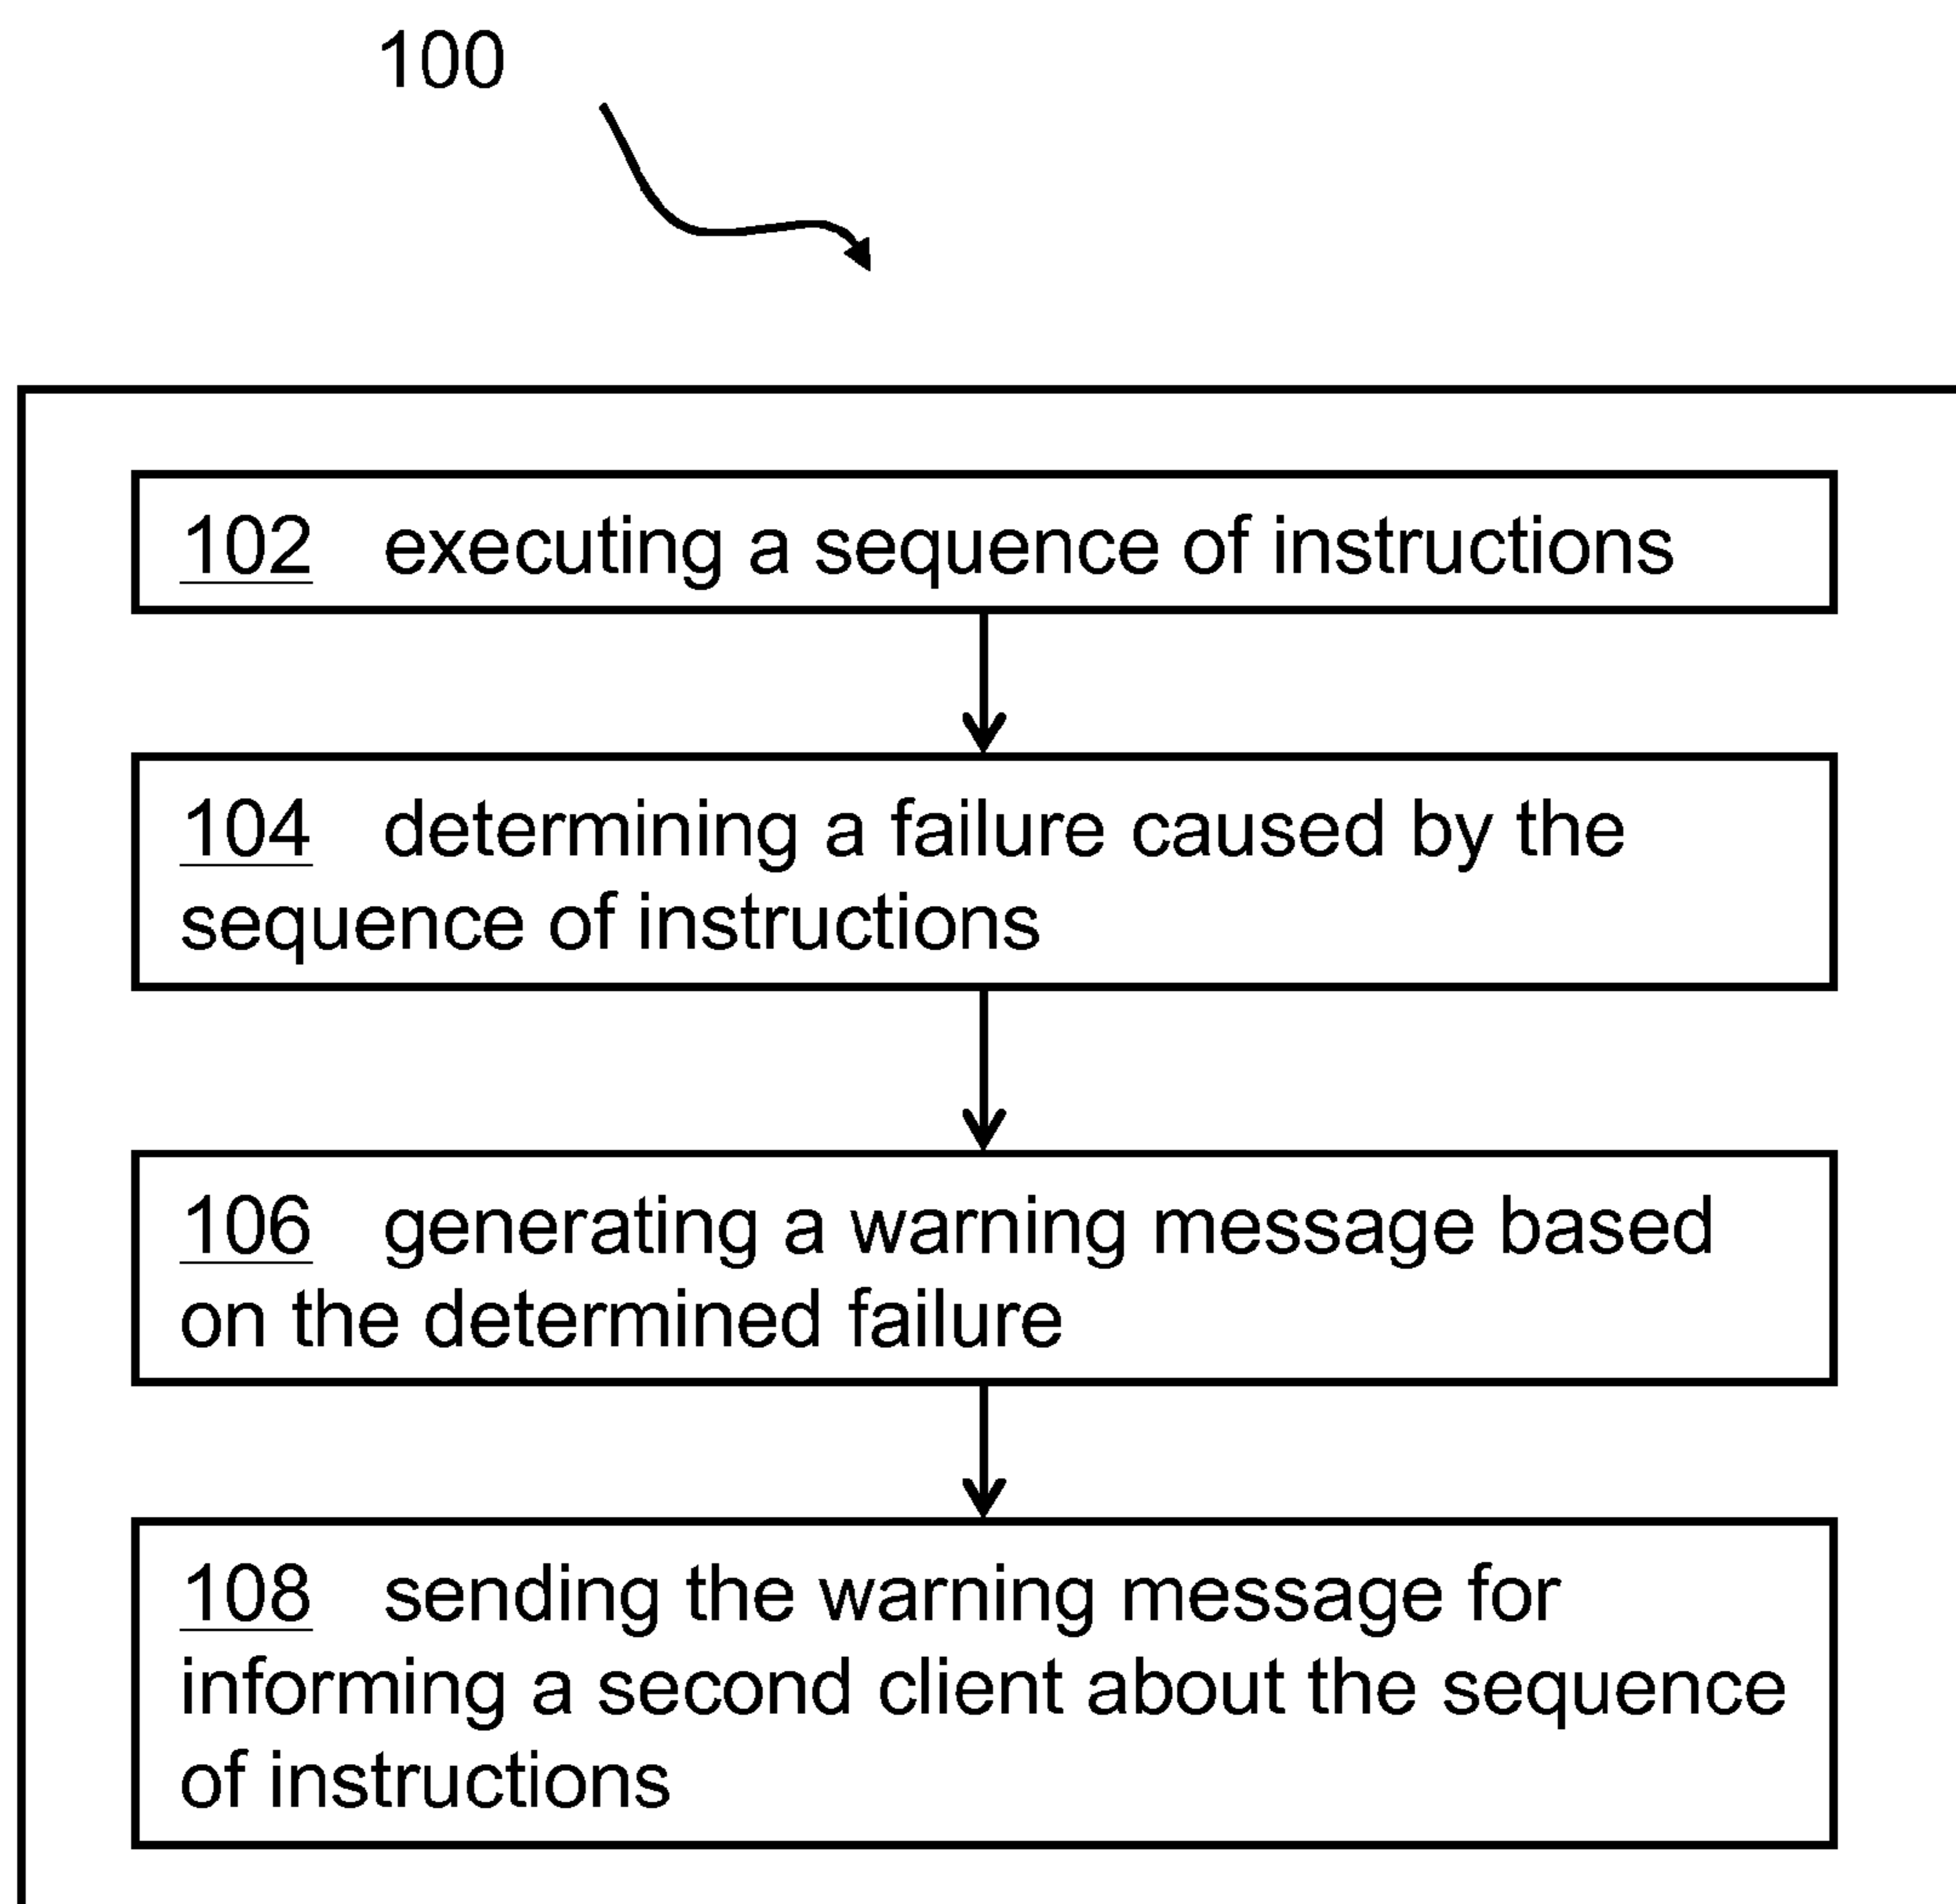 100
102 executing a sequence of instructions
104 determining a failure caused by the
sequence of instructions
106 generating a warning message based
on the determined failure
108 sending the warning message for
informing a second client about the sequence
of instructions